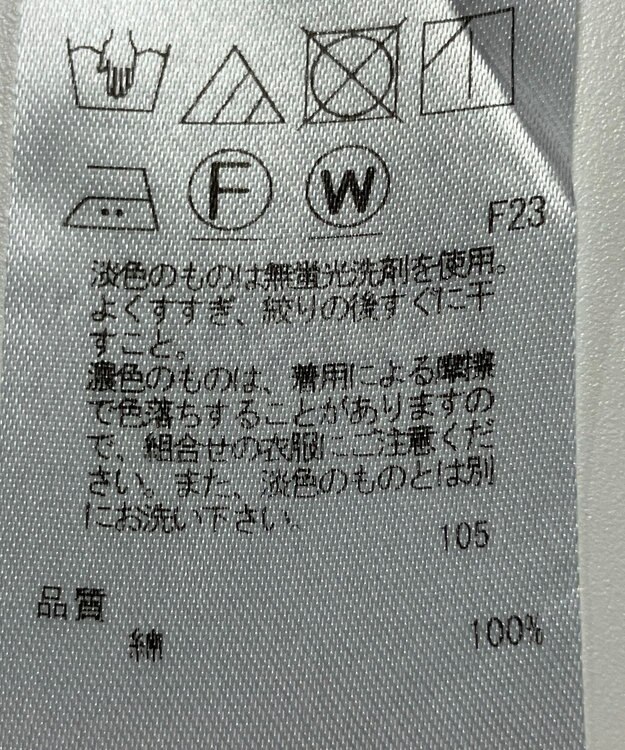 F W
F23
淡色のものは無蛍光洗剤を使用。
よくすすぎ、絞りの後すぐに干
すこと。
濃色のものは、着用による摩擦
で色落ちすることがありますの
で、組合せの衣服にご注意くだ
さい。また、淡色のものとは別
にお洗い下さい。
105
品質
綿 100%